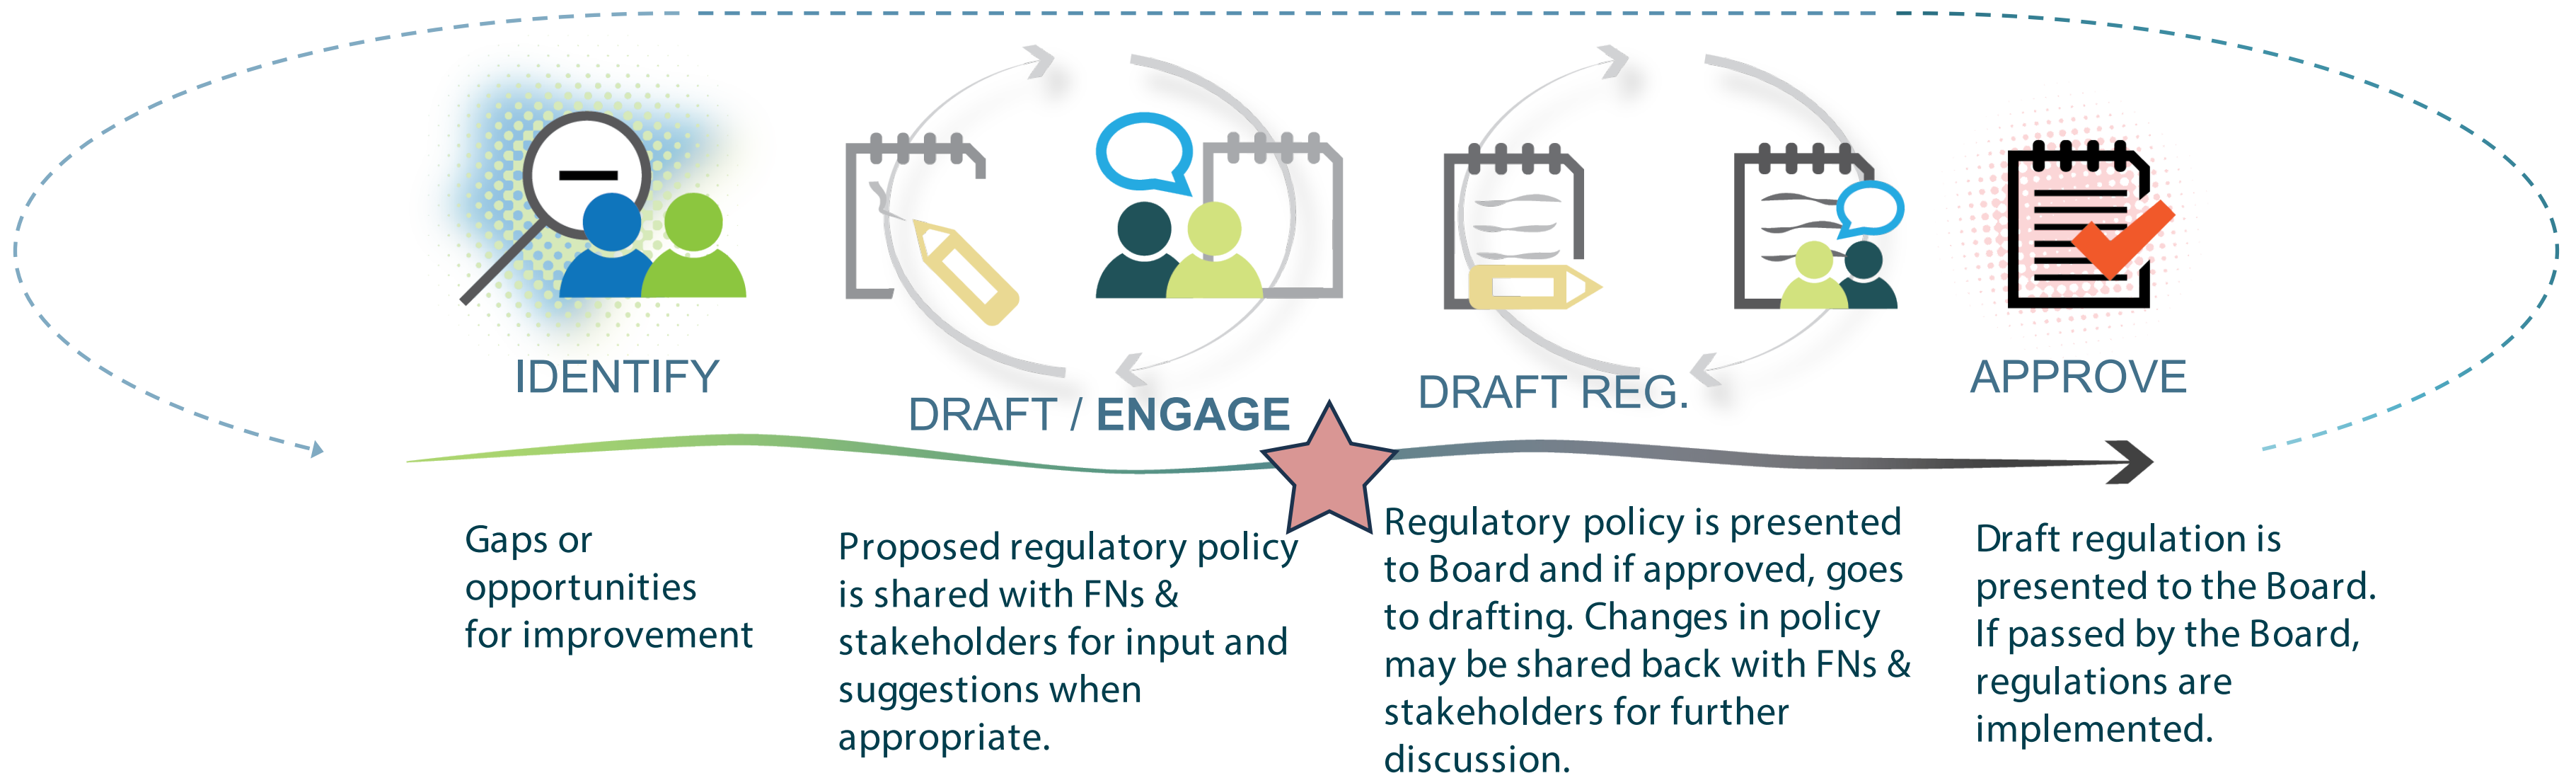 IDENTIFY
Gaps or
opportunities
for improvement
DRAFT / ENGAGE
Proposed regulatory policy
is shared with FNs &
stakeholders for input and
suggestions when
appropriate.
DRAFT REG.
Regulatory policy is presented
to Board and if approved, goes
to drafting. Changes in policy
may be shared back with FNs &
stakeholders for further
discussion.
APPROVE
Draft regulation is
presented to the Board.
If passed by the Board,
regulations are
implemented.